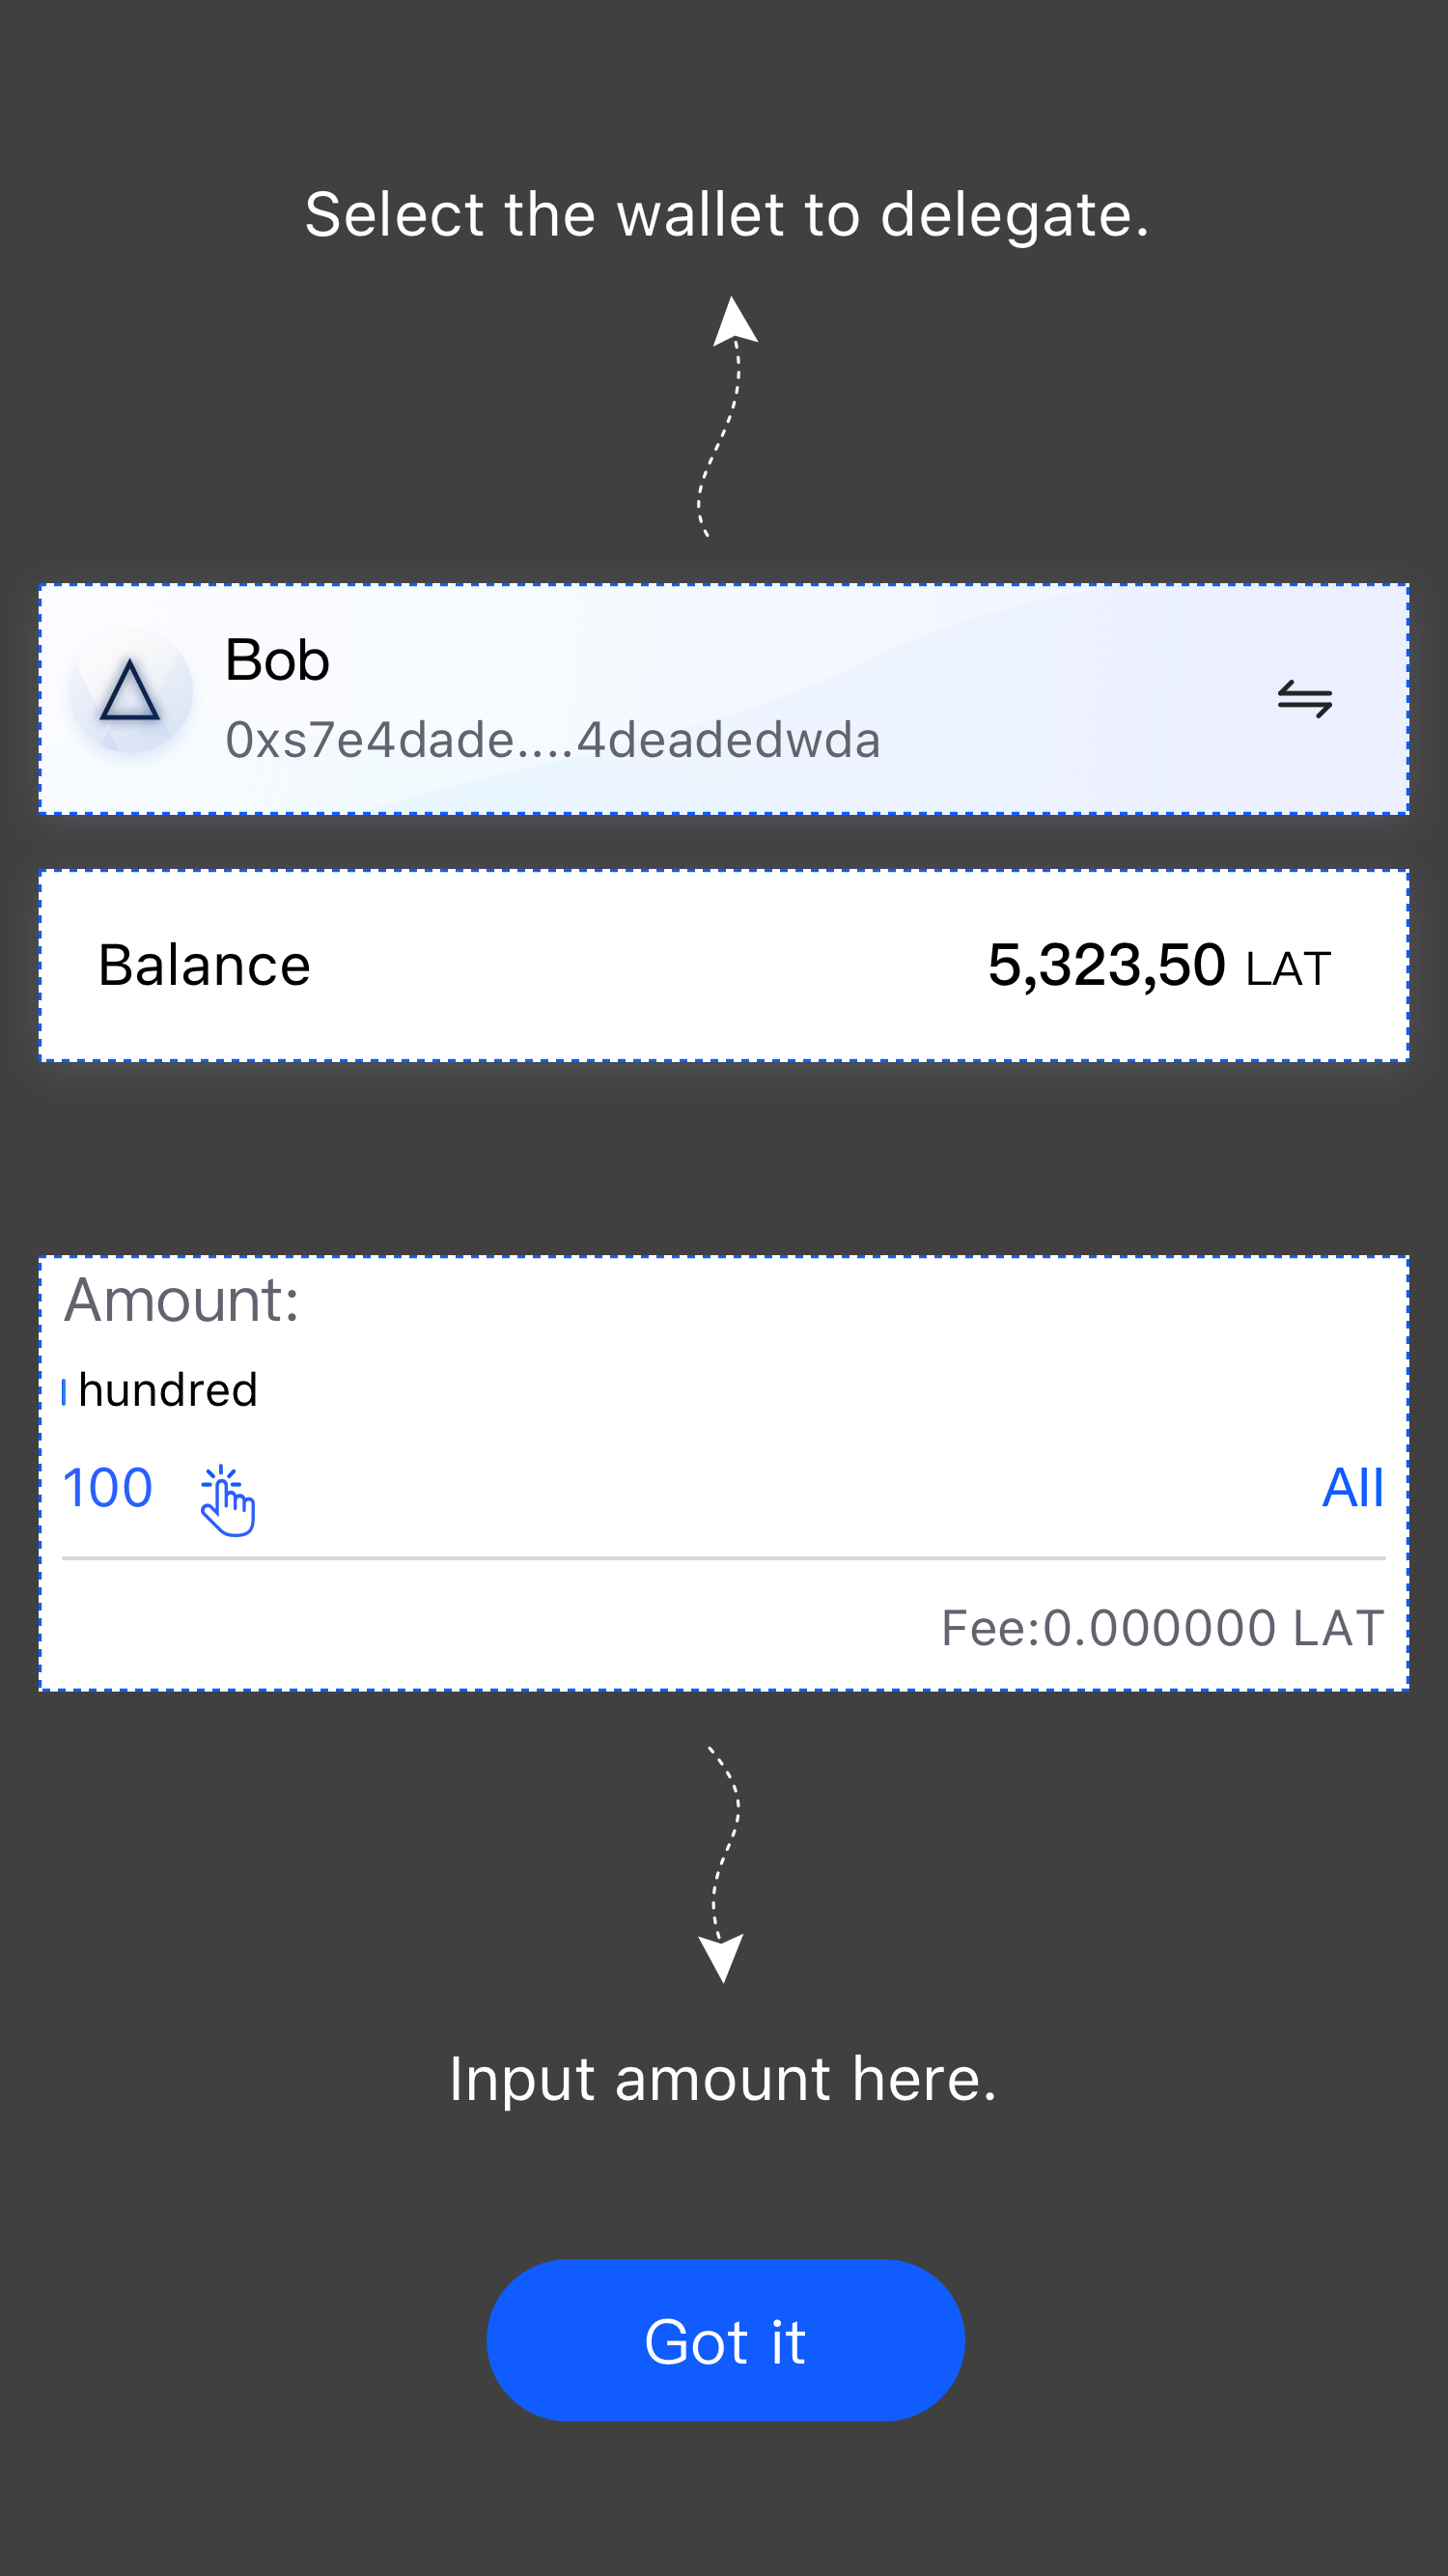 Select the wallet to delegate.
Bob
0xs7e4dade....4deadedwda
Balance 5,323,50 LAT
Amount:
hundred
100 All
Fee:0.000000 LAT
Input amount here.
Got it